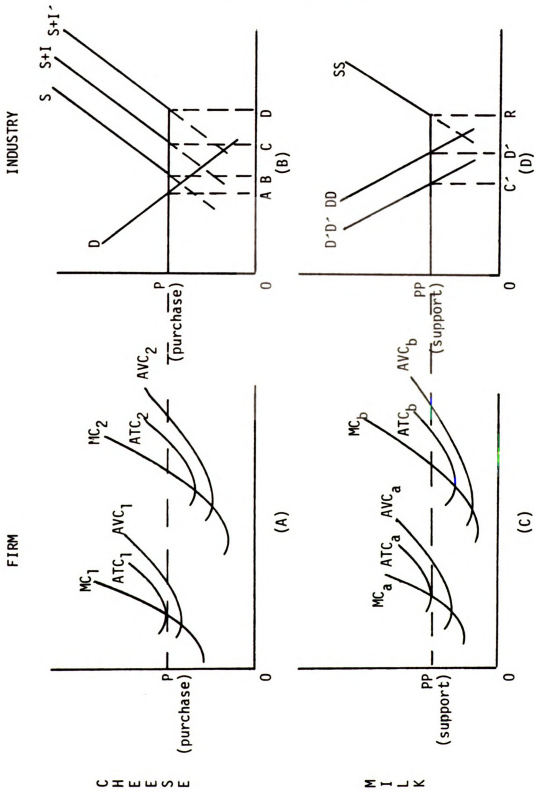 FIRM
INDUSTRY
C
H
E
E
S
E
MC1
ATC1
AVC1
MC2
ATC2
AVC2
P
(purchase)
0
(A)
D
S
S+I
S+I´
P
(purchase)
0
A
B
C
D
(B)
M
I
L
K
MCa
ATCa
AVCa
MCb
ATCb
AVCb
PP
(support)
0
(C)
D´D´
DD
SS
PP
(support)
0
C´
D´
R
(D)